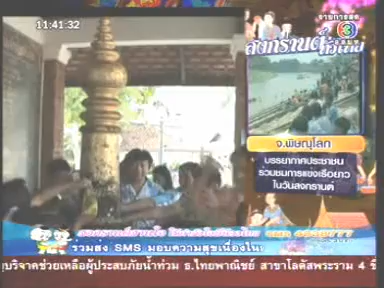 11:41:32
รายการสด
3
สงกรานต์
ทั่วไทย
จ.พิษณุโลก
บรรยากาศประชาชน
ร่วมชมการแข่งเรือยาว
ในวันสงกรานต์
SMS
ร่วมส่ง SMS มอบความสุขเนื่องใน
บริจาคช่วยเหลือผู้ประสบภัยน้ำท่วม ธ.ไทยพาณิชย์ สาขาโลตัสพระราม 4 ชื